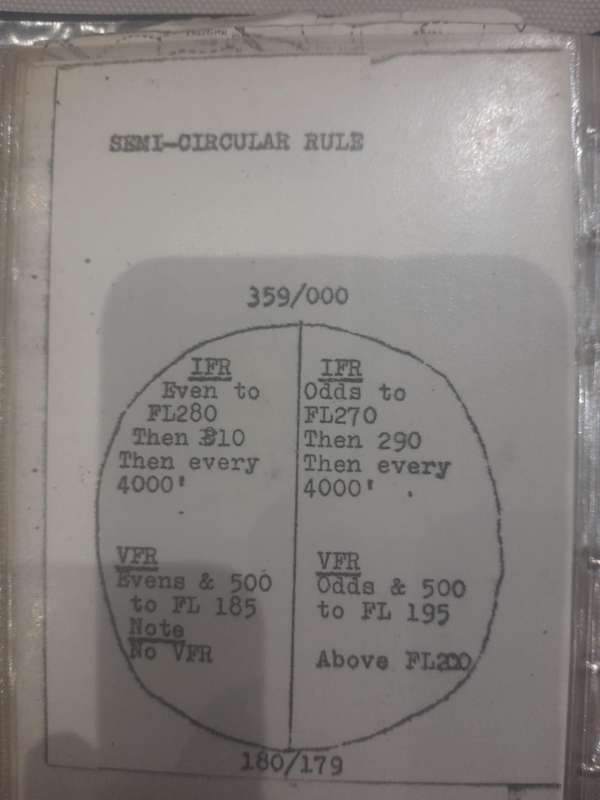 SEMI-CIRCULAR RULE
359/000
IFR
Even to
FL280
Then 310
Then every
4000'
VFR
Evens & 500
to FL 185
Note
No VFR
IFR
Odds to
FL270
Then 290
Then every
4000'
VFR
Odds & 500
to FL 195
Above FL200
180/179